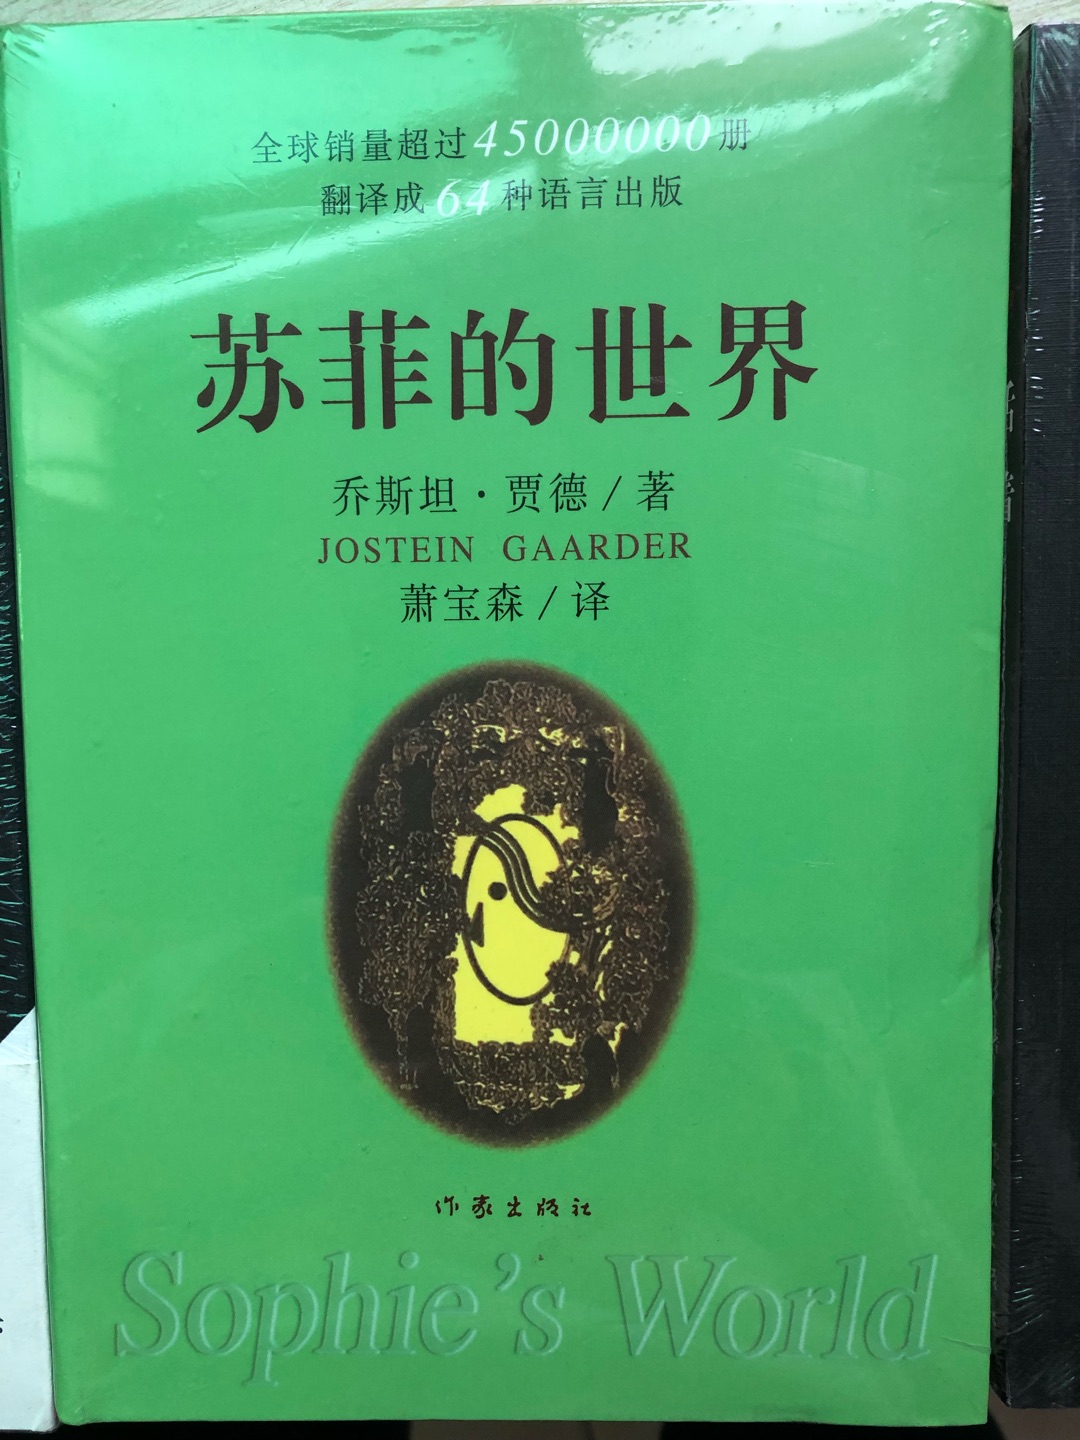 全球销量超过45000000册
翻译成64种语言出版
苏菲的世界
乔斯坦·贾德/著
JOSTEIN GAARDER
萧宝森/译
作家出版社
Sophie's World
活着